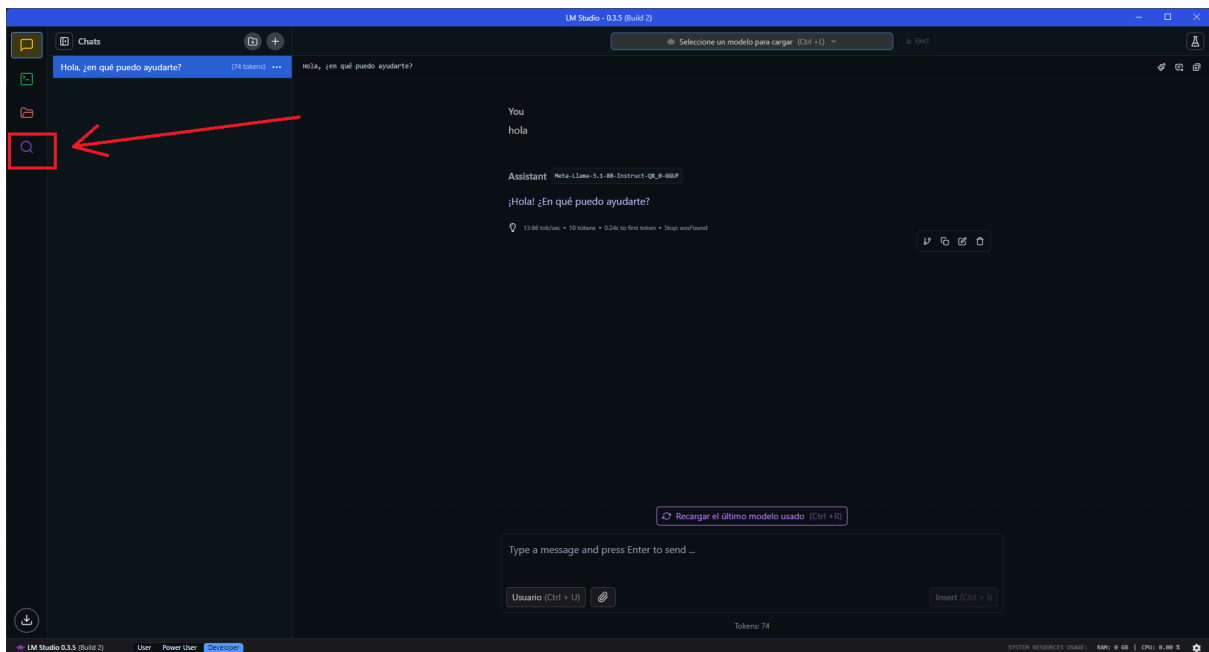 LM Studio - 0.3.5 (Build 2)
Chats
Seleccione un modelo para cargar (Ctrl +L)
Eject
Hola, ¿en qué puedo ayudarte? (74 tokens)
Hola, ¿en qué puedo ayudarte?
You
hola
Assistant Meta-Llama-3.1-8B-Instruct-Q8_0-GGUF
¡Hola! ¿En qué puedo ayudarte?
13.86 tok/sec • 10 tokens • 0.24s to first token • Stop: eosFound
Recargar el último modelo usado (Ctrl +R)
Type a message and press Enter to send ...
Usuario (Ctrl + U)
Insert (Ctrl + I)
Tokens: 74
LM Studio 0.3.5 (Build 2) User Power User Developer
SYSTEM RESOURCES USAGE: RAM: 0 GB | CPU: 0.00 %